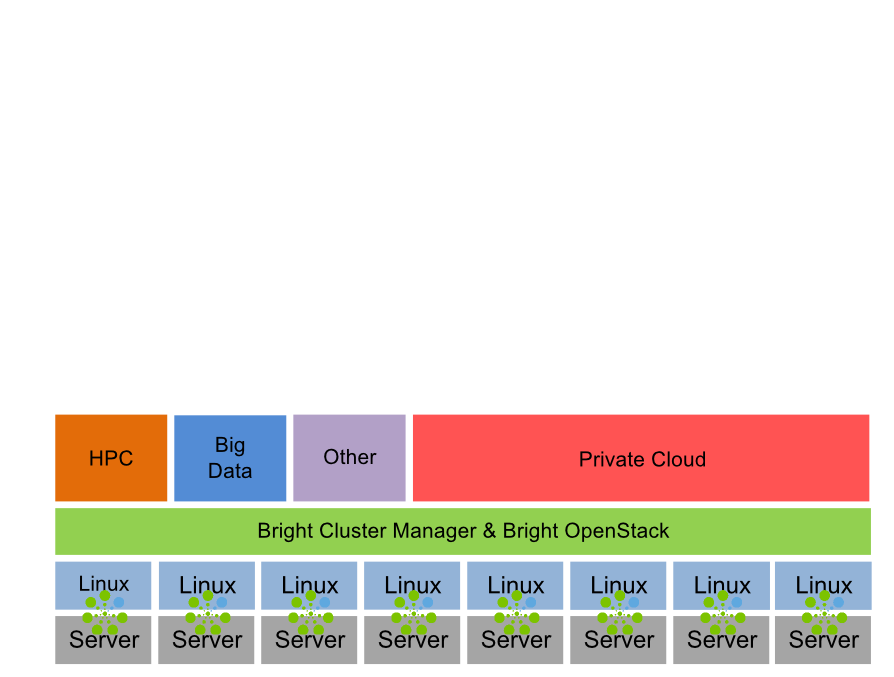 HPC
Big
Data
Other
Private Cloud
Bright Cluster Manager & Bright OpenStack
Linux Linux Linux Linux Linux Linux Linux Linux
Server Server Server Server Server Server Server Server